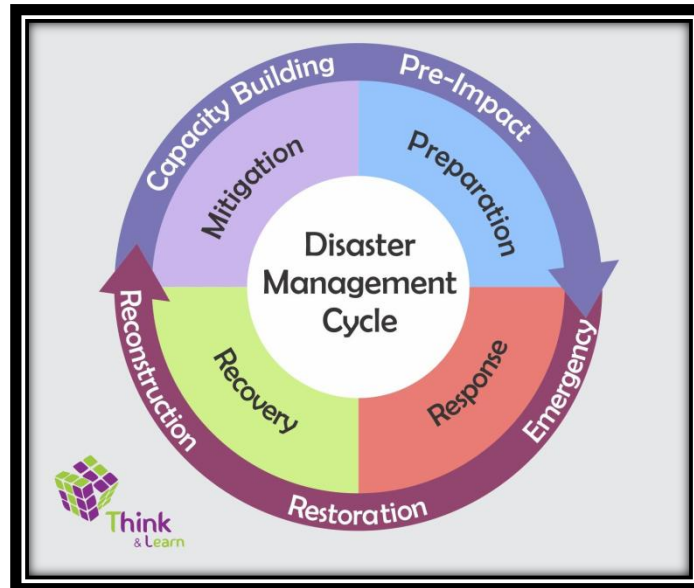 Capacity Building
Pre-Impact
Mitigation
Preparation
Disaster
Management
Cycle
Reconstruction
Recovery
Response
Emergency
Restoration
Think
& Learn